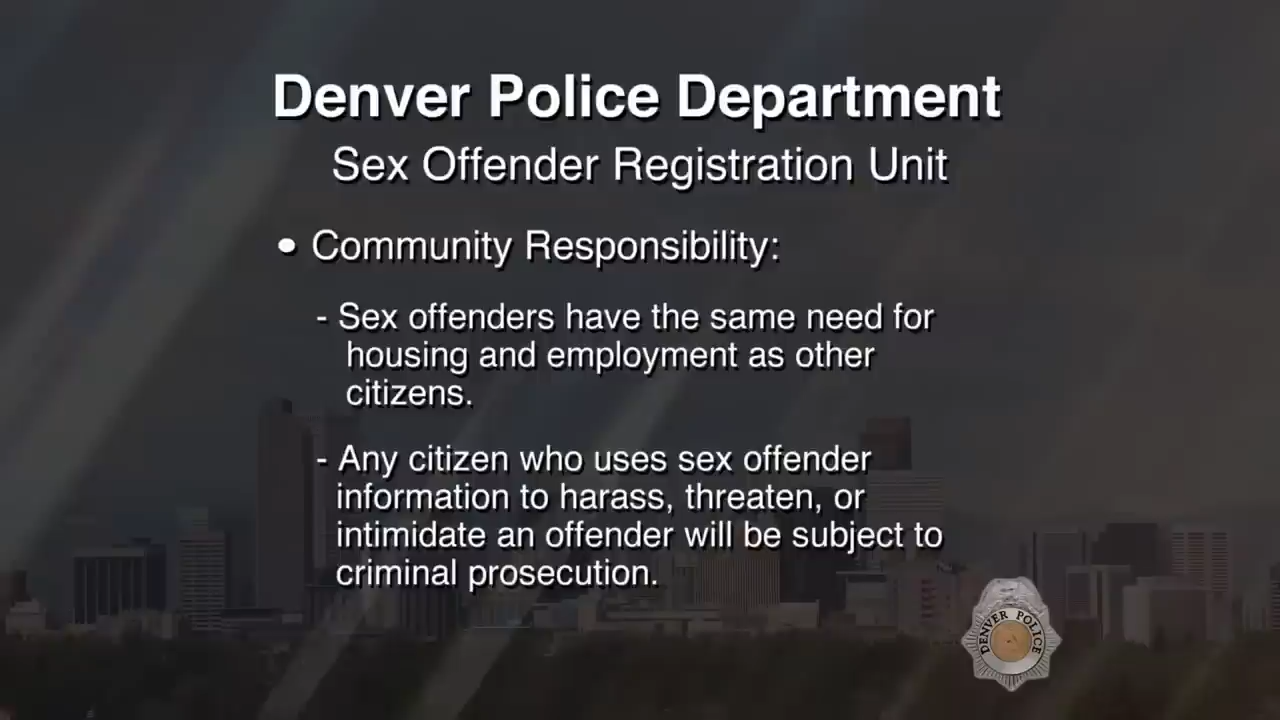 Denver Police Department
Sex Offender Registration Unit
• Community Responsibility:
- Sex offenders have the same need for
housing and employment as other
citizens.
- Any citizen who uses sex offender
information to harass, threaten, or
intimidate an offender will be subject to
criminal prosecution.
DENVER POLICE